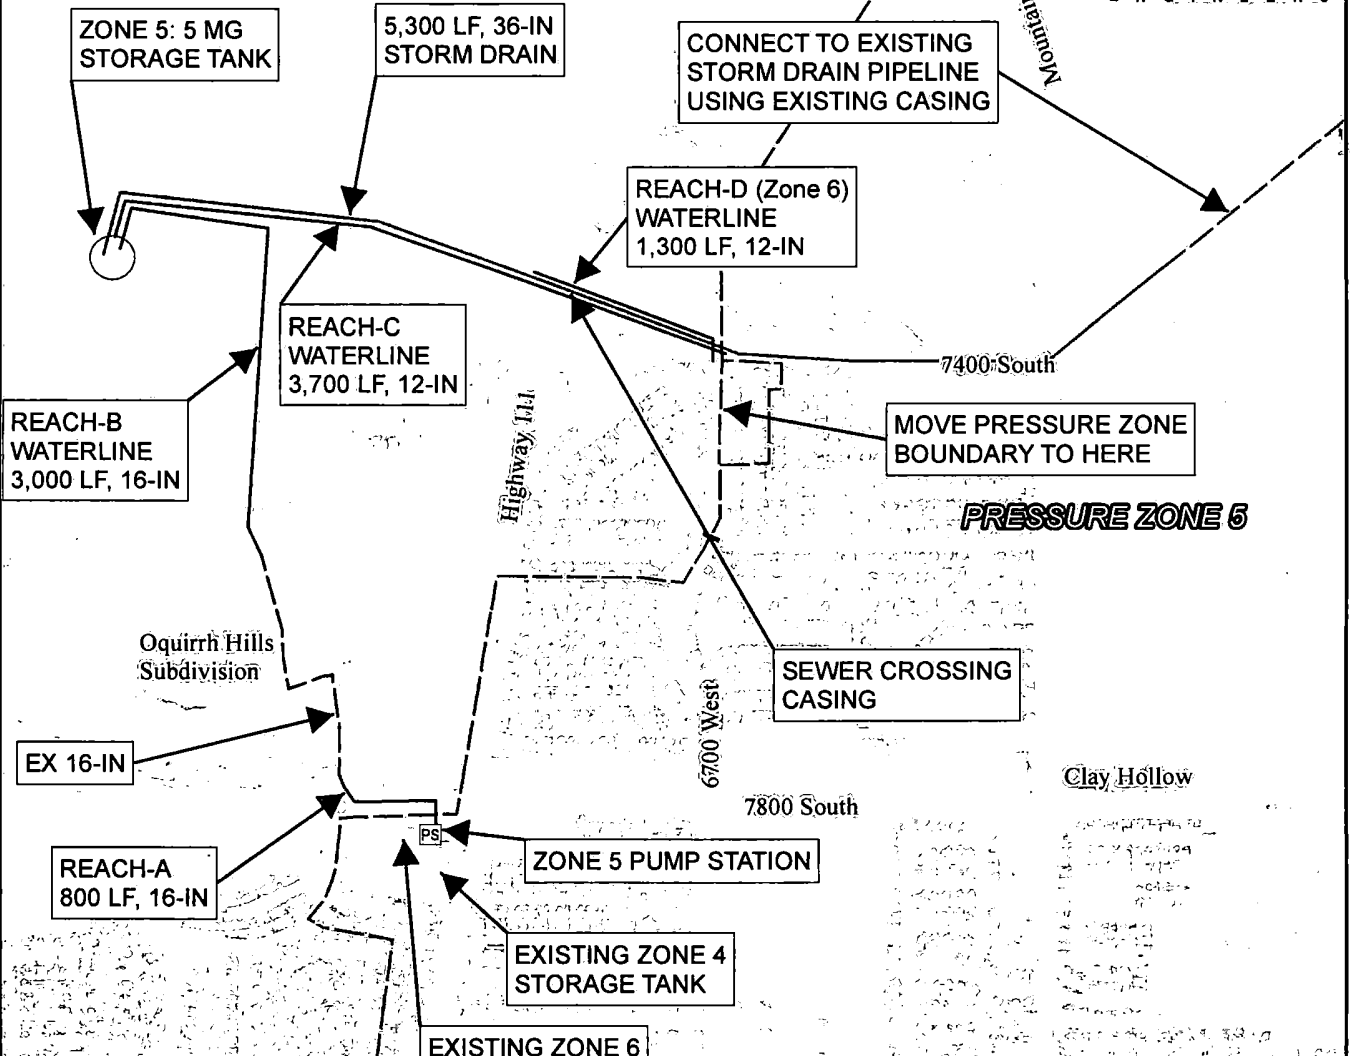 ZONE 5: 5 MG
STORAGE TANK
5,300 LF, 36-IN
STORM DRAIN
CONNECT TO EXISTING
STORM DRAIN PIPELINE
USING EXISTING CASING
Mountain
REACH-D (Zone 6)
WATERLINE
1,300 LF, 12-IN
REACH-C
WATERLINE
3,700 LF, 12-IN
7400 South
REACH-B
WATERLINE
3,000 LF, 16-IN
Highway 111
MOVE PRESSURE ZONE
BOUNDARY TO HERE
PRESSURE ZONE 5
Oquirrh Hills
Subdivision
SEWER CROSSING
CASING
6700 West
EX 16-IN
Clay Hollow
7800 South
PS
ZONE 5 PUMP STATION
REACH-A
800 LF, 16-IN
EXISTING ZONE 4
STORAGE TANK
EXISTING ZONE 6